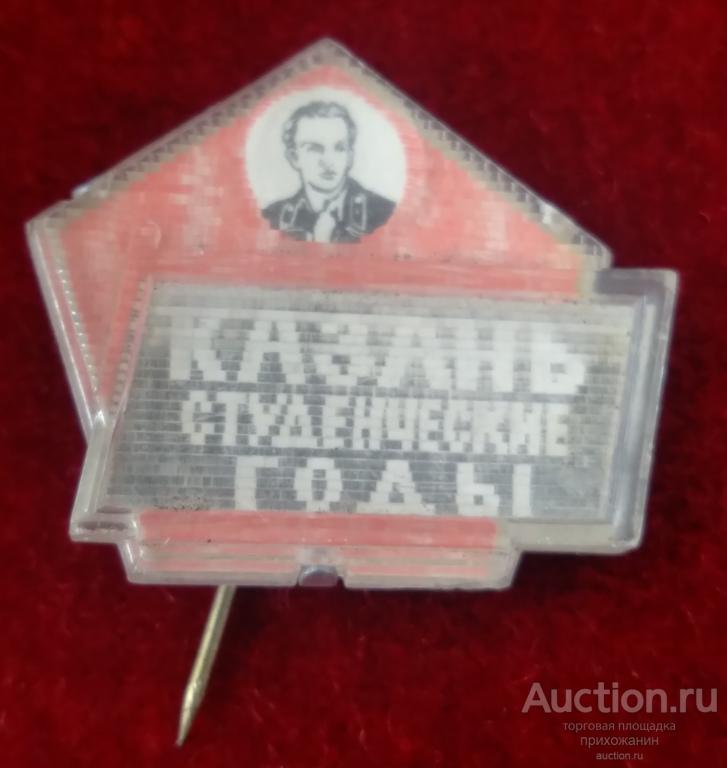 КАЗАНЬ
СТУДЕНЧЕСКИЕ
ГОДЫ
Auction.ru
торговая площадка
прихожанин
auction.ru